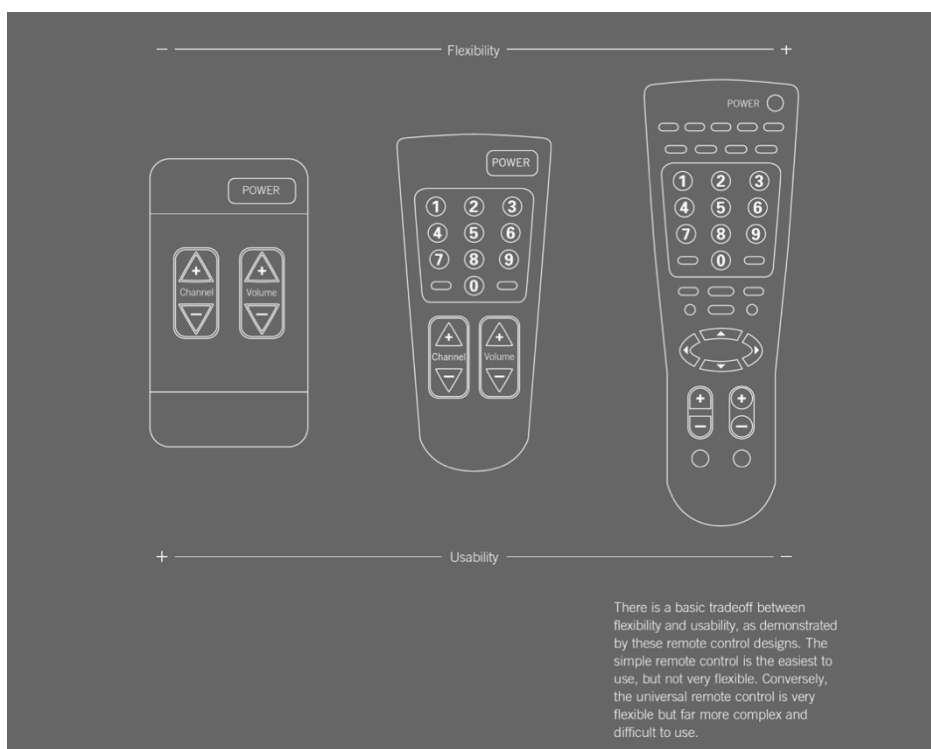 − Flexibility +
POWER
+ +
Channel Volume
− −
POWER
1 2 3
4 5 6
7 8 9
0
+ +
Channel Volume
− −
POWER
1 2 3
4 5 6
7 8 9
0
+ +
− −
+ Usability −
There is a basic tradeoff between
flexibility and usability, as demonstrated
by these remote control designs. The
simple remote control is the easiest to
use, but not very flexible. Conversely,
the universal remote control is very
flexible but far more complex and
difficult to use.